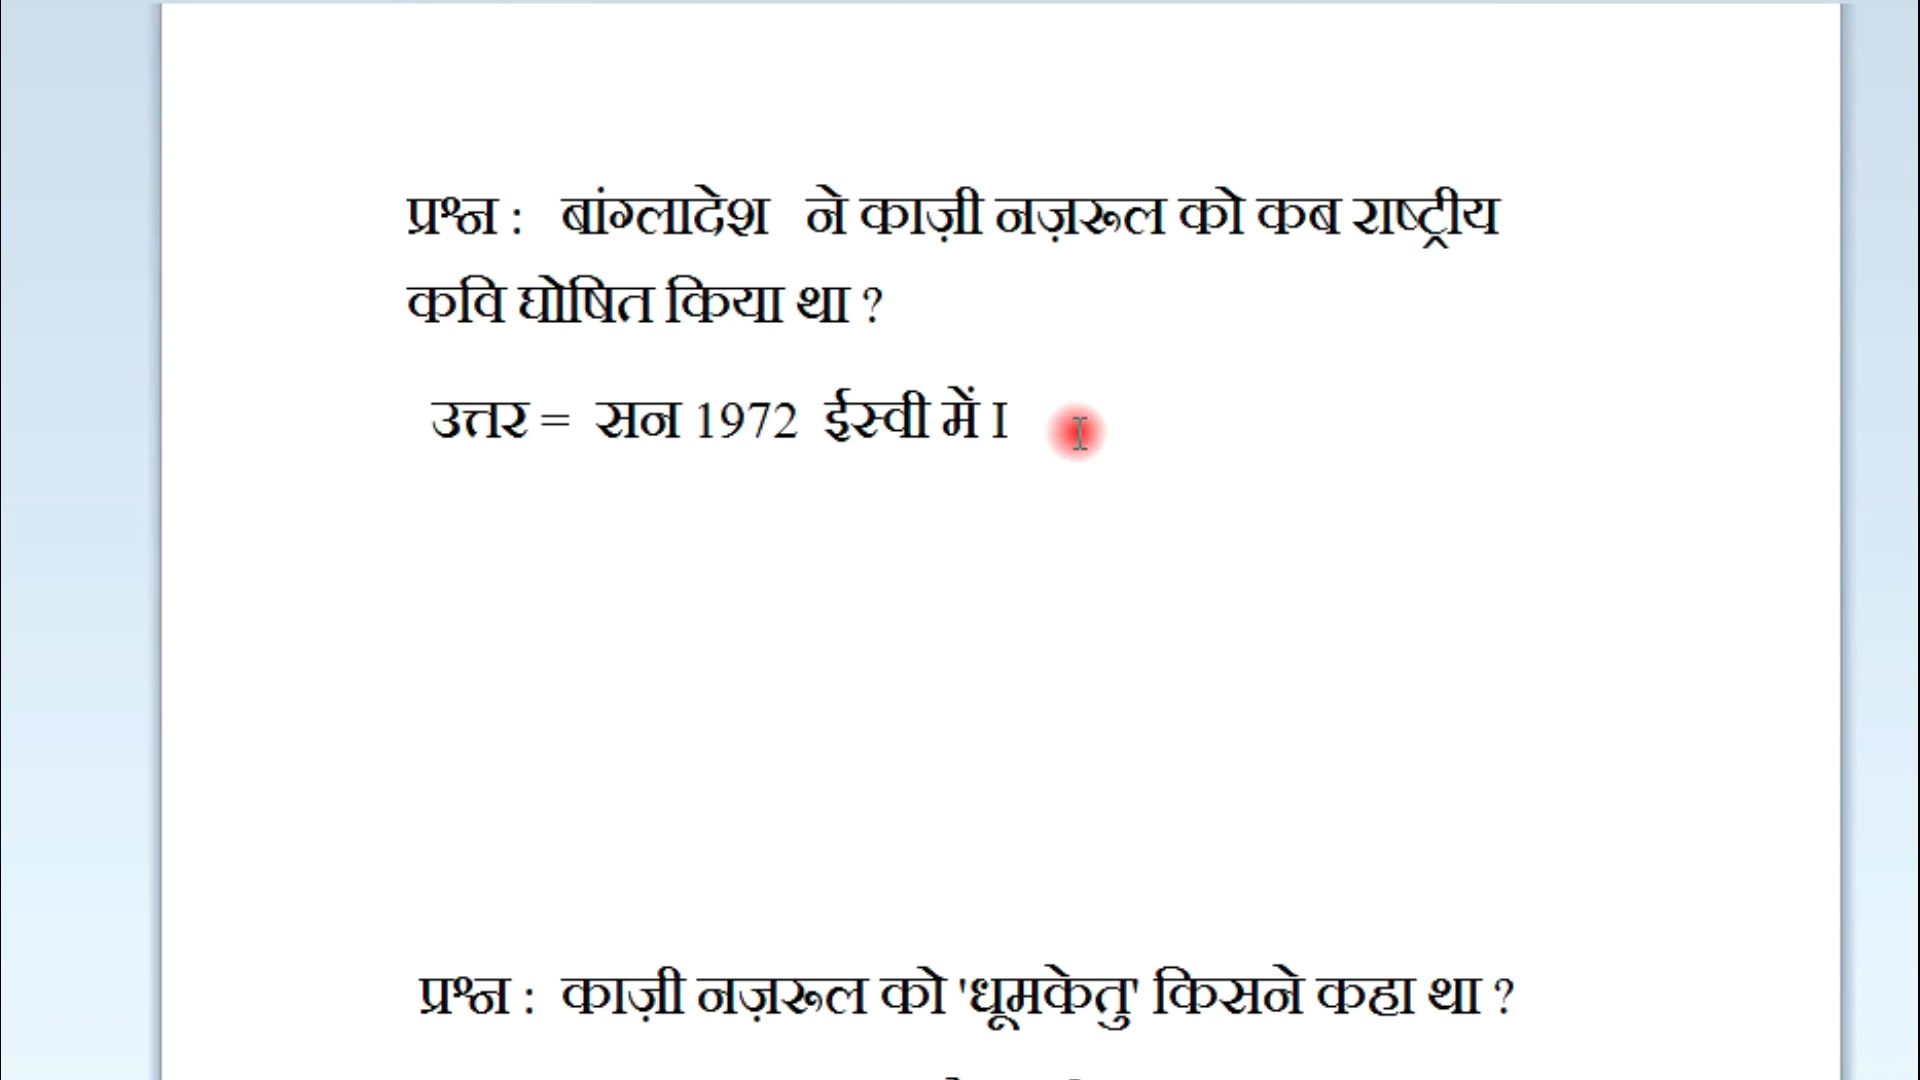 प्रश्न : बांग्लादेश ने काज़ी नज़रूल को कब राष्ट्रीय
कवि घोषित किया था ?
उत्तर = सन 1972 ईस्वी में I
प्रश्न : काज़ी नज़रूल को 'धूमकेतु' किसने कहा था ?